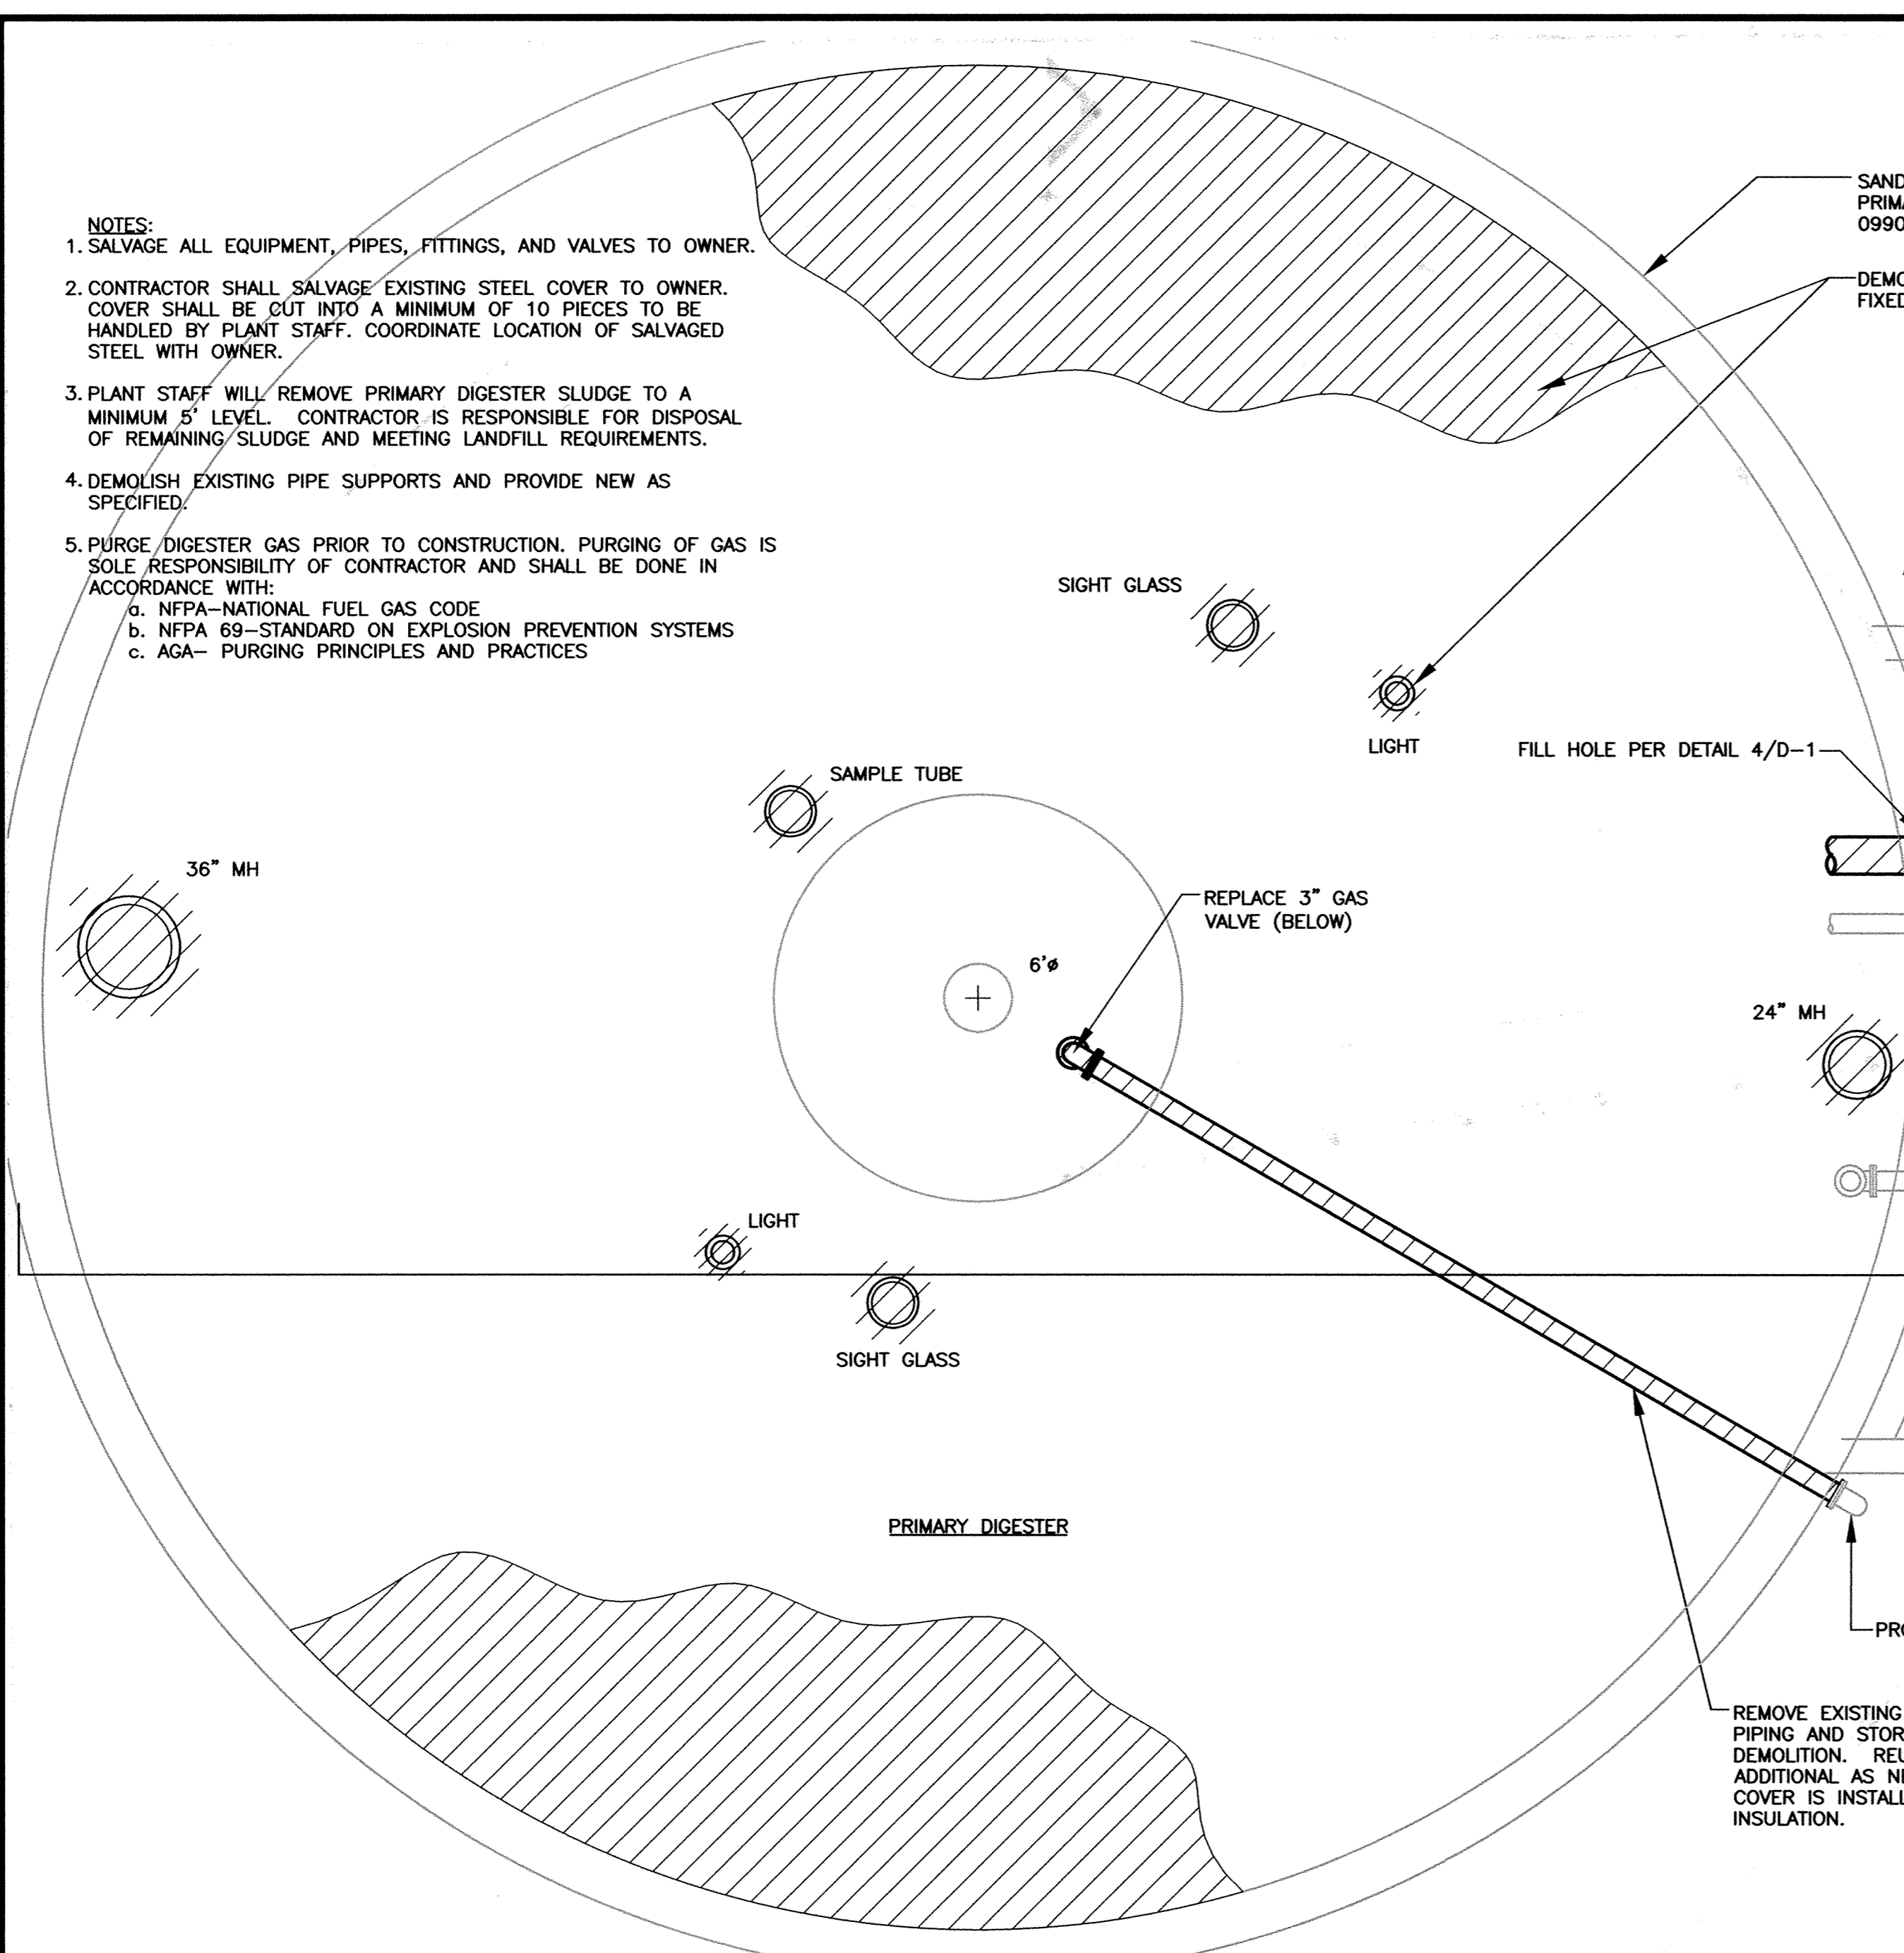 NOTES:
1. SALVAGE ALL EQUIPMENT, PIPES, FITTINGS, AND VALVES TO OWNER.
2. CONTRACTOR SHALL SALVAGE EXISTING STEEL COVER TO OWNER.
COVER SHALL BE CUT INTO A MINIMUM OF 10 PIECES TO BE
HANDLED BY PLANT STAFF. COORDINATE LOCATION OF SALVAGED
STEEL WITH OWNER.
3. PLANT STAFF WILL REMOVE PRIMARY DIGESTER SLUDGE TO A
MINIMUM 5' LEVEL. CONTRACTOR IS RESPONSIBLE FOR DISPOSAL
OF REMAINING SLUDGE AND MEETING LANDFILL REQUIREMENTS.
4. DEMOLISH EXISTING PIPE SUPPORTS AND PROVIDE NEW AS
SPECIFIED.
5. PURGE DIGESTER GAS PRIOR TO CONSTRUCTION. PURGING OF GAS IS
SOLE RESPONSIBILITY OF CONTRACTOR AND SHALL BE DONE IN
ACCORDANCE WITH:
a. NFPA-NATIONAL FUEL GAS CODE
b. NFPA 69-STANDARD ON EXPLOSION PREVENTION SYSTEMS
c. AGA- PURGING PRINCIPLES AND PRACTICES
SAND
PRIMA
0990
DEMO
FIXED
SIGHT GLASS
LIGHT
FILL HOLE PER DETAIL 4/D-1
SAMPLE TUBE
36" MH
REPLACE 3" GAS
VALVE (BELOW)
6'ø
24" MH
LIGHT
SIGHT GLASS
PRIMARY DIGESTER
PRO
REMOVE EXISTING
PIPING AND STOR
DEMOLITION. REU
ADDITIONAL AS NE
COVER IS INSTALL
INSULATION.